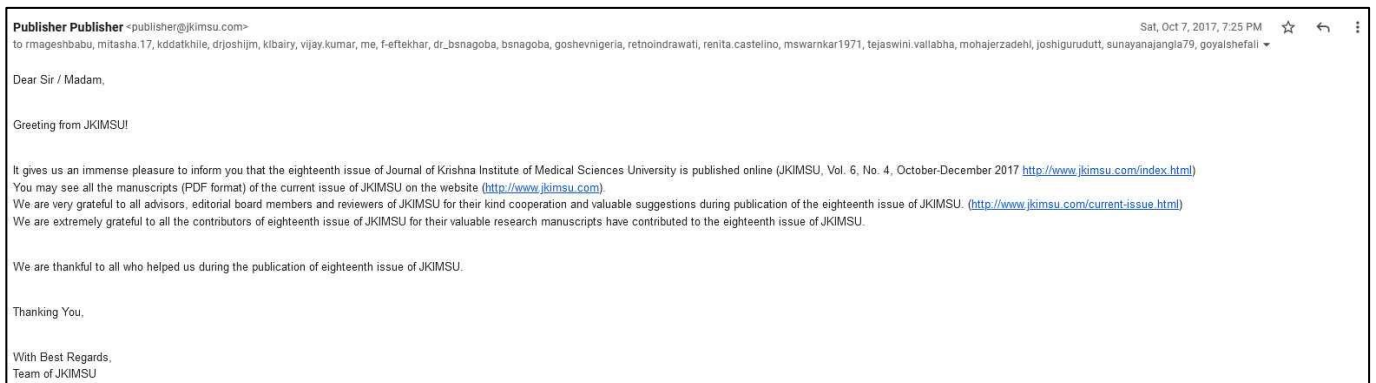 Publisher Publisher <publisher@jkimsu.com>
Sat, Oct 7, 2017, 7:25 PM
to rmageshbabu, mitasha.17, kddatkhile, drjoshijm, klbairy, vijay.kumar, me, f-eftekhar, dr_bsnagoba, bsnagoba, goshevnigeria, retnoindrawati, renita.castelino, mswarnkar1971, tejaswini.vallabha, mohajerzadehl, joshigurudutt, sunayanajangla79, goyalshefali
Dear Sir / Madam,
Greeting from JKIMSU!
It gives us an immense pleasure to inform you that the eighteenth issue of Journal of Krishna Institute of Medical Sciences University is published online (JKIMSU, Vol. 6, No. 4, October-December 2017 http://www.jkimsu.com/index.html)
You may see all the manuscripts (PDF format) of the current issue of JKIMSU on the website (http://www.jkimsu.com).
We are very grateful to all advisors, editorial board members and reviewers of JKIMSU for their kind cooperation and valuable suggestions during publication of the eighteenth issue of JKIMSU. (http://www.jkimsu.com/current-issue.html)
We are extremely grateful to all the contributors of eighteenth issue of JKIMSU for their valuable research manuscripts have contributed to the eighteenth issue of JKIMSU.
We are thankful to all who helped us during the publication of eighteenth issue of JKIMSU.
Thanking You,
With Best Regards,
Team of JKIMSU